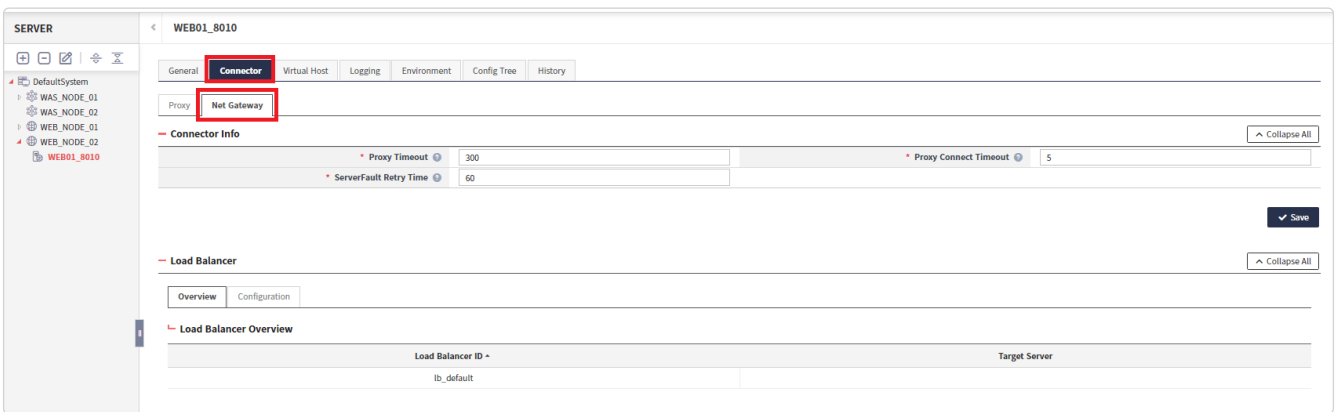 SERVER
WEB01_8010
DefaultSystem
WAS_NODE_01
WAS_NODE_02
WEB_NODE_01
WEB_NODE_02
WEB01_8010
General Connector Virtual Host Logging Environment Config Tree History
Proxy Net Gateway
Connector Info Collapse All
* Proxy Timeout ? 300 * Proxy Connect Timeout ? 5
* ServerFault Retry Time ? 60
Save
Load Balancer Collapse All
Overview Configuration
Load Balancer Overview
Load Balancer ID Target Server
lb_default